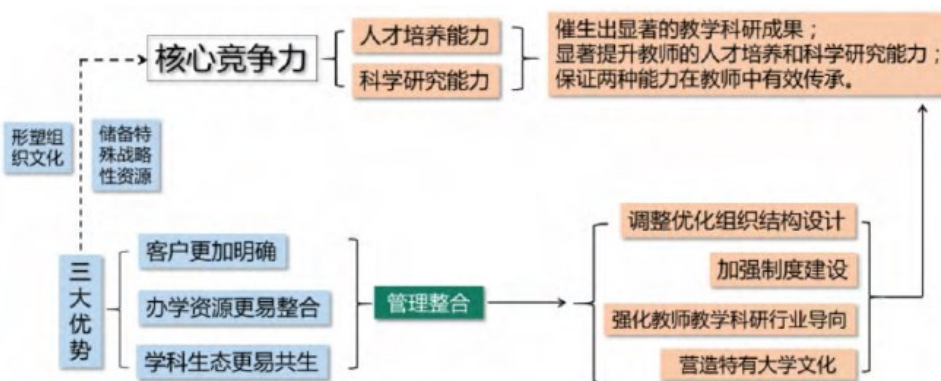 核心竞争力
人才培养能力
科学研究能力
催生出显著的教学科研成果；
显著提升教师的人才培养和科学研究能力；
保证两种能力在教师中有效传承。
形塑组
织文化
储备特
殊战略
性资源
三
大
优
势
客户更加明确
办学资源更易整合
学科生态更易共生
管理整合
调整优化组织结构设计
加强制度建设
强化教师教学科研行业导向
营造特有大学文化